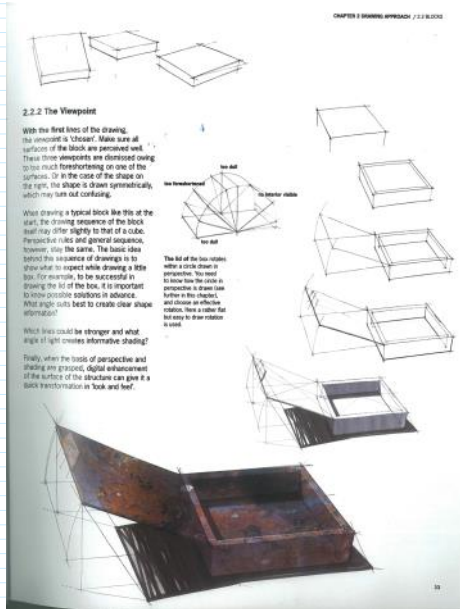 CHAPTER 2 DRAWING APPROACH / 2.2 BLOCKS
2.2.2 The Viewpoint
With the first lines of the drawing,
the viewpoint is 'chosen'. Make sure all
surfaces of the block are perceived well.
These three viewpoints are dismissed owing
to too much foreshortening on one of the
surfaces. Or in the case of the shape on
the right, the shape is drawn symmetrically,
which may turn out confusing.
When drawing a typical block like this at the
start, the drawing sequence of the block
itself may differ slightly to that of a cube.
Perspective rules and general sequence,
however, stay the same. The basic idea
behind this sequence of drawings is to
show what to expect while drawing a little
box. For example, to be successful in
drawing the lid of the box, it is important
to know possible solutions in advance.
What angle suits best to create clear shape
information?
Which lines could be stronger and what
angle of light creates informative shading?
Finally, when the basis of perspective and
shading are grasped, digital enhancement
of the surface of the structure can give it a
quick transformation in 'look and feel'.
too dull
too foreshortened
no interior visible
too dull
The lid of the box rotates
within a circle drawn in
perspective. You need
to know how the circle in
perspective is drawn (see
further in this chapter),
and choose an effective
rotation. Here a rather flat
but easy to draw rotation
is used.